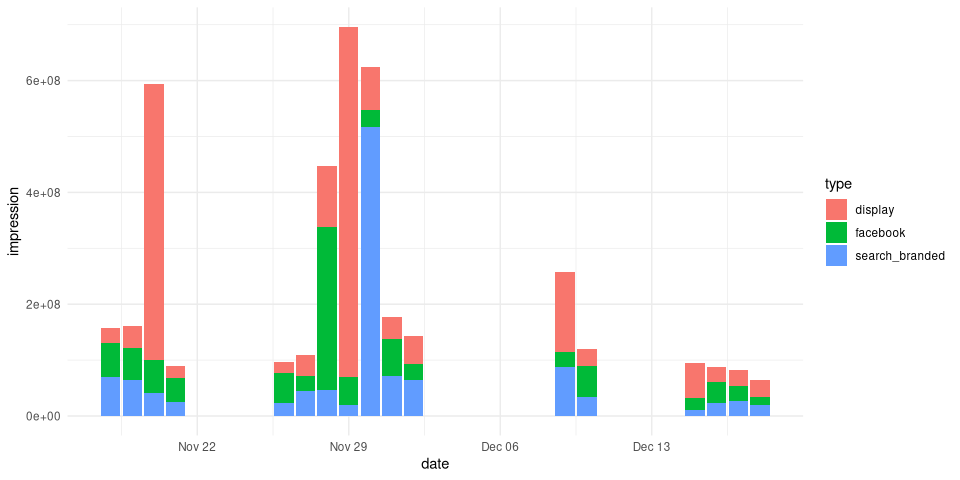 impression
6e+08
4e+08
2e+08
0e+00
Nov 22
Nov 29
Dec 06
Dec 13
date
type
display
facebook
search_branded